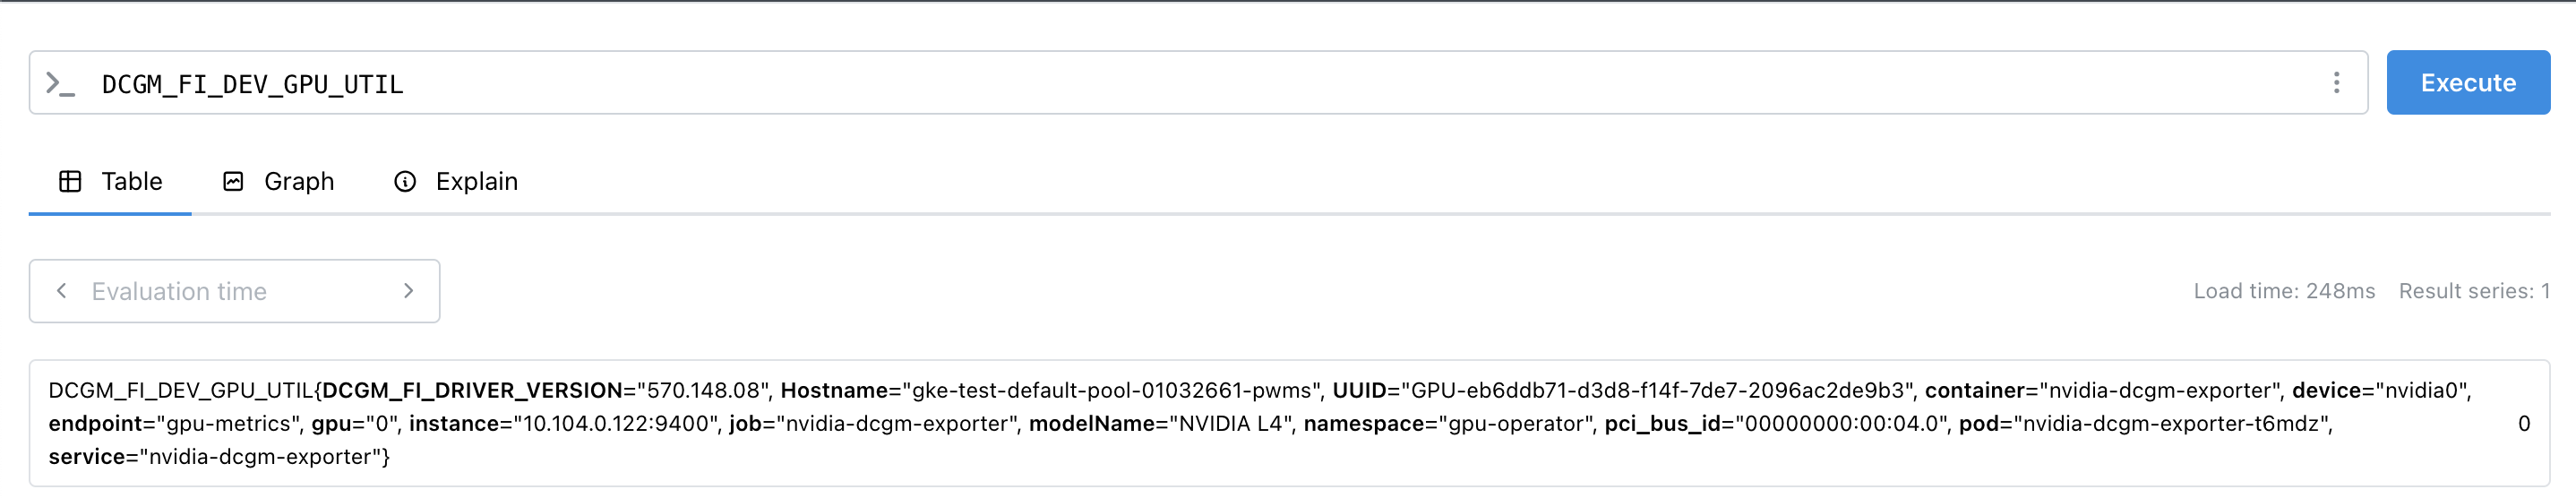 >_ DCGM_FI_DEV_GPU_UTIL
Execute
Table Graph Explain
Evaluation time
Load time: 248ms Result series: 1
DCGM_FI_DEV_GPU_UTIL{DCGM_FI_DRIVER_VERSION="570.148.08", Hostname="gke-test-default-pool-01032661-pwms", UUID="GPU-eb6ddb71-d3d8-f14f-7de7-2096ac2de9b3", container="nvidia-dcgm-exporter", device="nvidia0",
endpoint="gpu-metrics", gpu="0", instance="10.104.0.122:9400", job="nvidia-dcgm-exporter", modelName="NVIDIA L4", namespace="gpu-operator", pci_bus_id="00000000:00:04.0", pod="nvidia-dcgm-exporter-t6mdz", 0
service="nvidia-dcgm-exporter"}